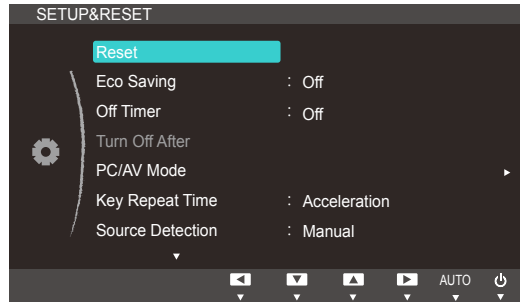 SETUP&RESET
Reset
Eco Saving : Off
Off Timer : Off
Turn Off After
PC/AV Mode
Key Repeat Time : Acceleration
Source Detection : Manual
AUTO